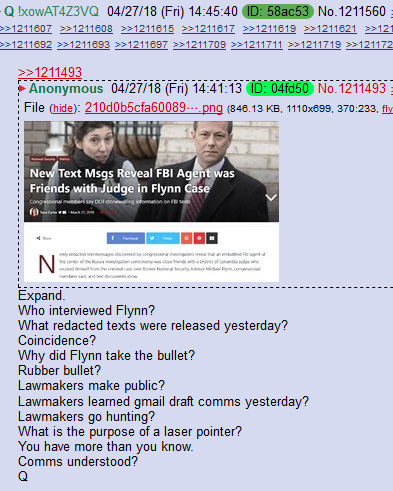 Q !xowAT4Z3VQ 04/27/18 (Fri) 14:45:40 ID: 58ac53 No.1211560
>>1211607 >>1211608 >>1211615 >>1211617 >>1211619 >>1211621
>>1211692 >>1211693 >>1211697 >>1211709 >>1211711 >>1211719
>>1211493
Anonymous 04/27/18 (Fri) 14:41:13 ID: 04fd50 No.1211493
File (hide): 210d0b5cfa60089⋯.png (846.13 KB, 1110x699, 370:233,
National Security Politics
New Text Msgs Reveal FBI Agent was
Friends with Judge in Flynn Case
Congressional members say DOJ stonewalling information on FBI texts
Sara Carter
Share Facebook Twitter
Newly redacted text messages discovered by congressional investigators reveal that an embattled FBI agent at
the center of the Russia investigation controversy was close friends with a District of Columbia judge who
recused himself from the criminal case over former National Security Advisor Michael Flynn, congressional
members said, and text documents show.
Expand.
Who interviewed Flynn?
What redacted texts were released yesterday?
Coincidence?
Why did Flynn take the bullet?
Rubber bullet?
Lawmakers make public?
Lawmakers learned gmail draft comms yesterday?
Lawmakers go hunting?
What is the purpose of a laser pointer?
You have more than you know.
Comms understood?
Q